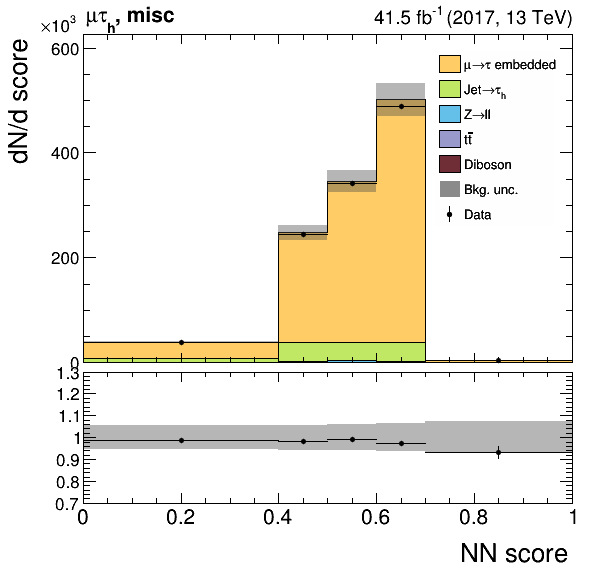 ×10³ μτₕ, misc 41.5 fb⁻¹ (2017, 13 TeV)
dN/d score
600
400
200
0
μ→τ embedded
Jet→τₕ
Z→ll
tt̄
Diboson
Bkg. unc.
Data
1.3
1.2
1.1
1
0.9
0.8
0.7
0 0.2 0.4 0.6 0.8 1
NN score